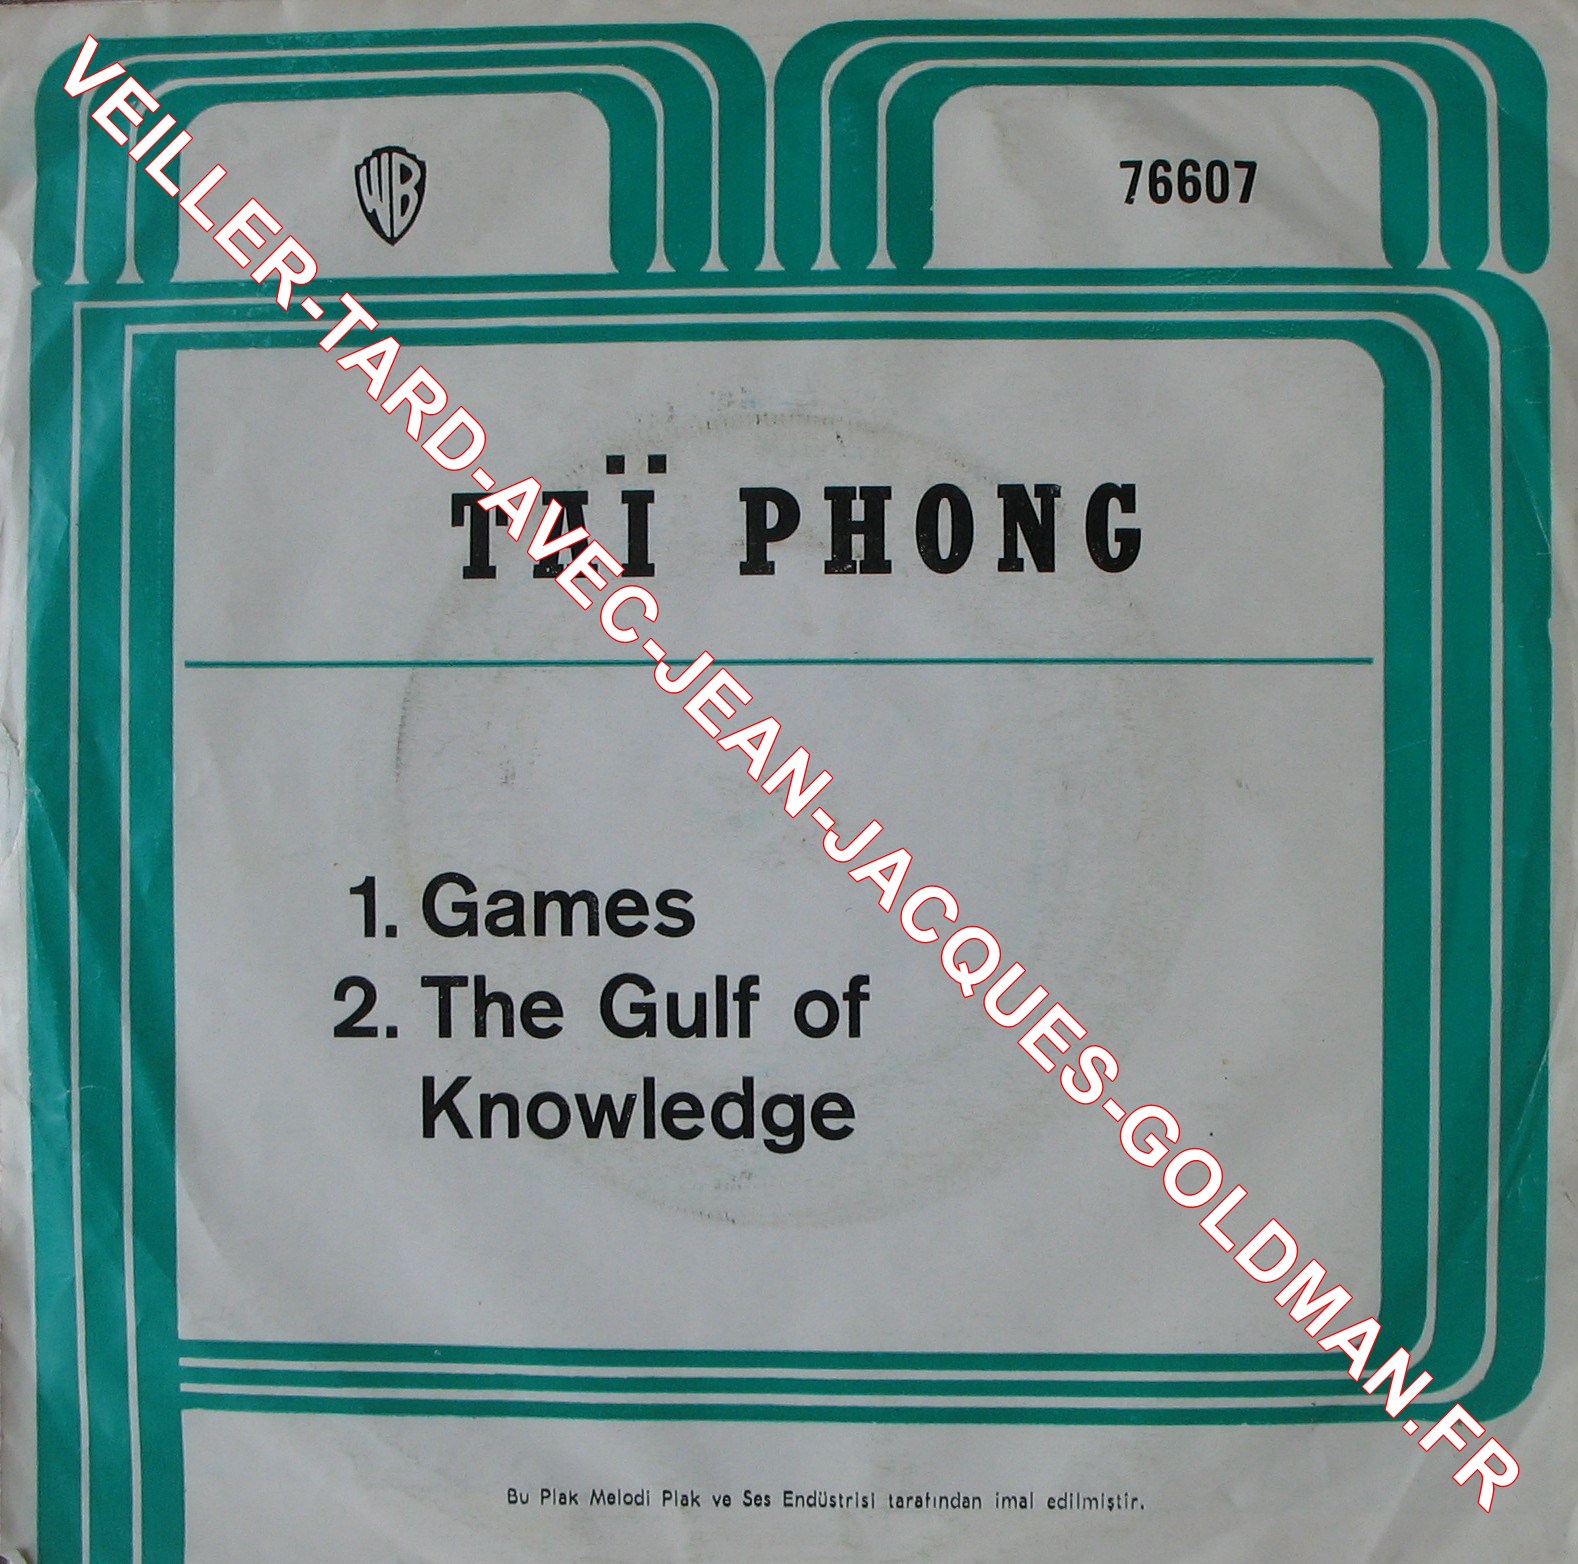 WB
76607
TAÏ PHONG
1. Games
2. The Gulf of
Knowledge
Bu Plak Melodi Plak ve Ses Endüstrisi tarafından imal edilmiştir.
VEILLER-TARD-AVEC-JEAN-JACQUES-GOLDMAN.FR